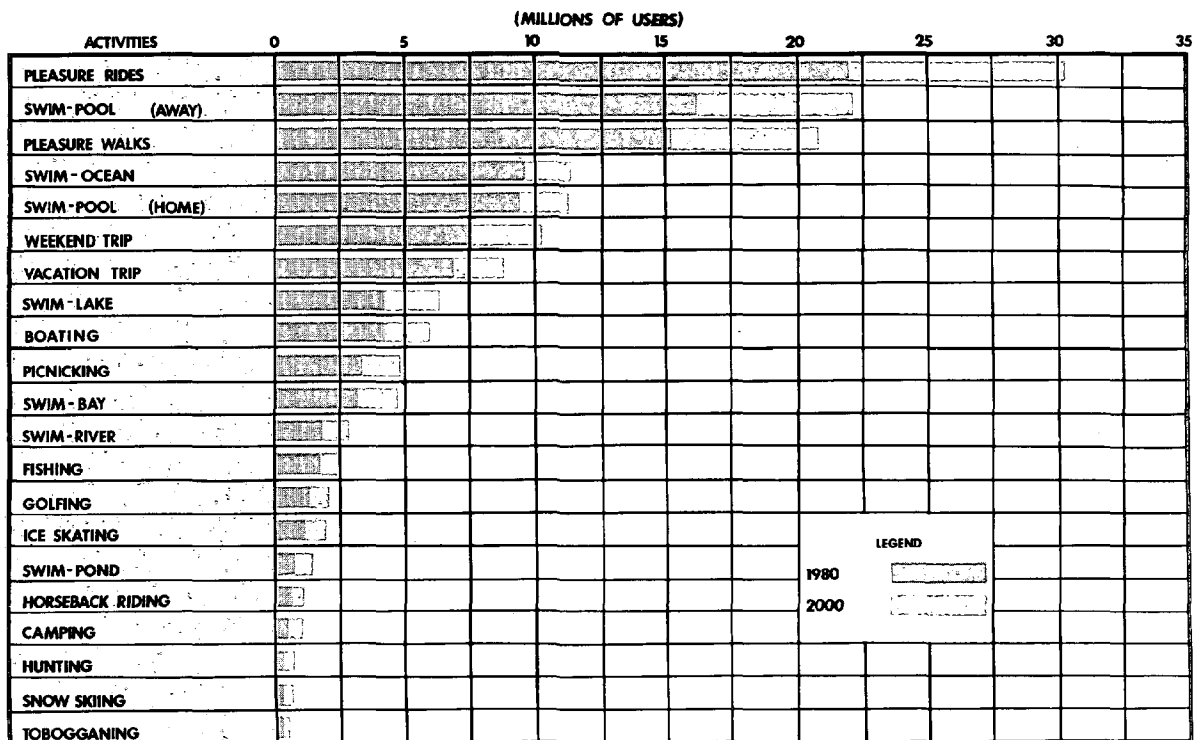 (MILLIONS OF USERS)
ACTIVITIES 0 5 10 15 20 25 30 35
PLEASURE RIDES
SWIM-POOL (AWAY)
PLEASURE WALKS
SWIM-OCEAN
SWIM-POOL (HOME)
WEEKEND TRIP
VACATION TRIP
SWIM-LAKE
BOATING
PICNICKING
SWIM-BAY
SWIM-RIVER
FISHING
GOLFING
ICE SKATING
SWIM-POND
HORSEBACK RIDING
CAMPING
HUNTING
SNOW SKIING
TOBOGGANING
LEGEND
1980
2000